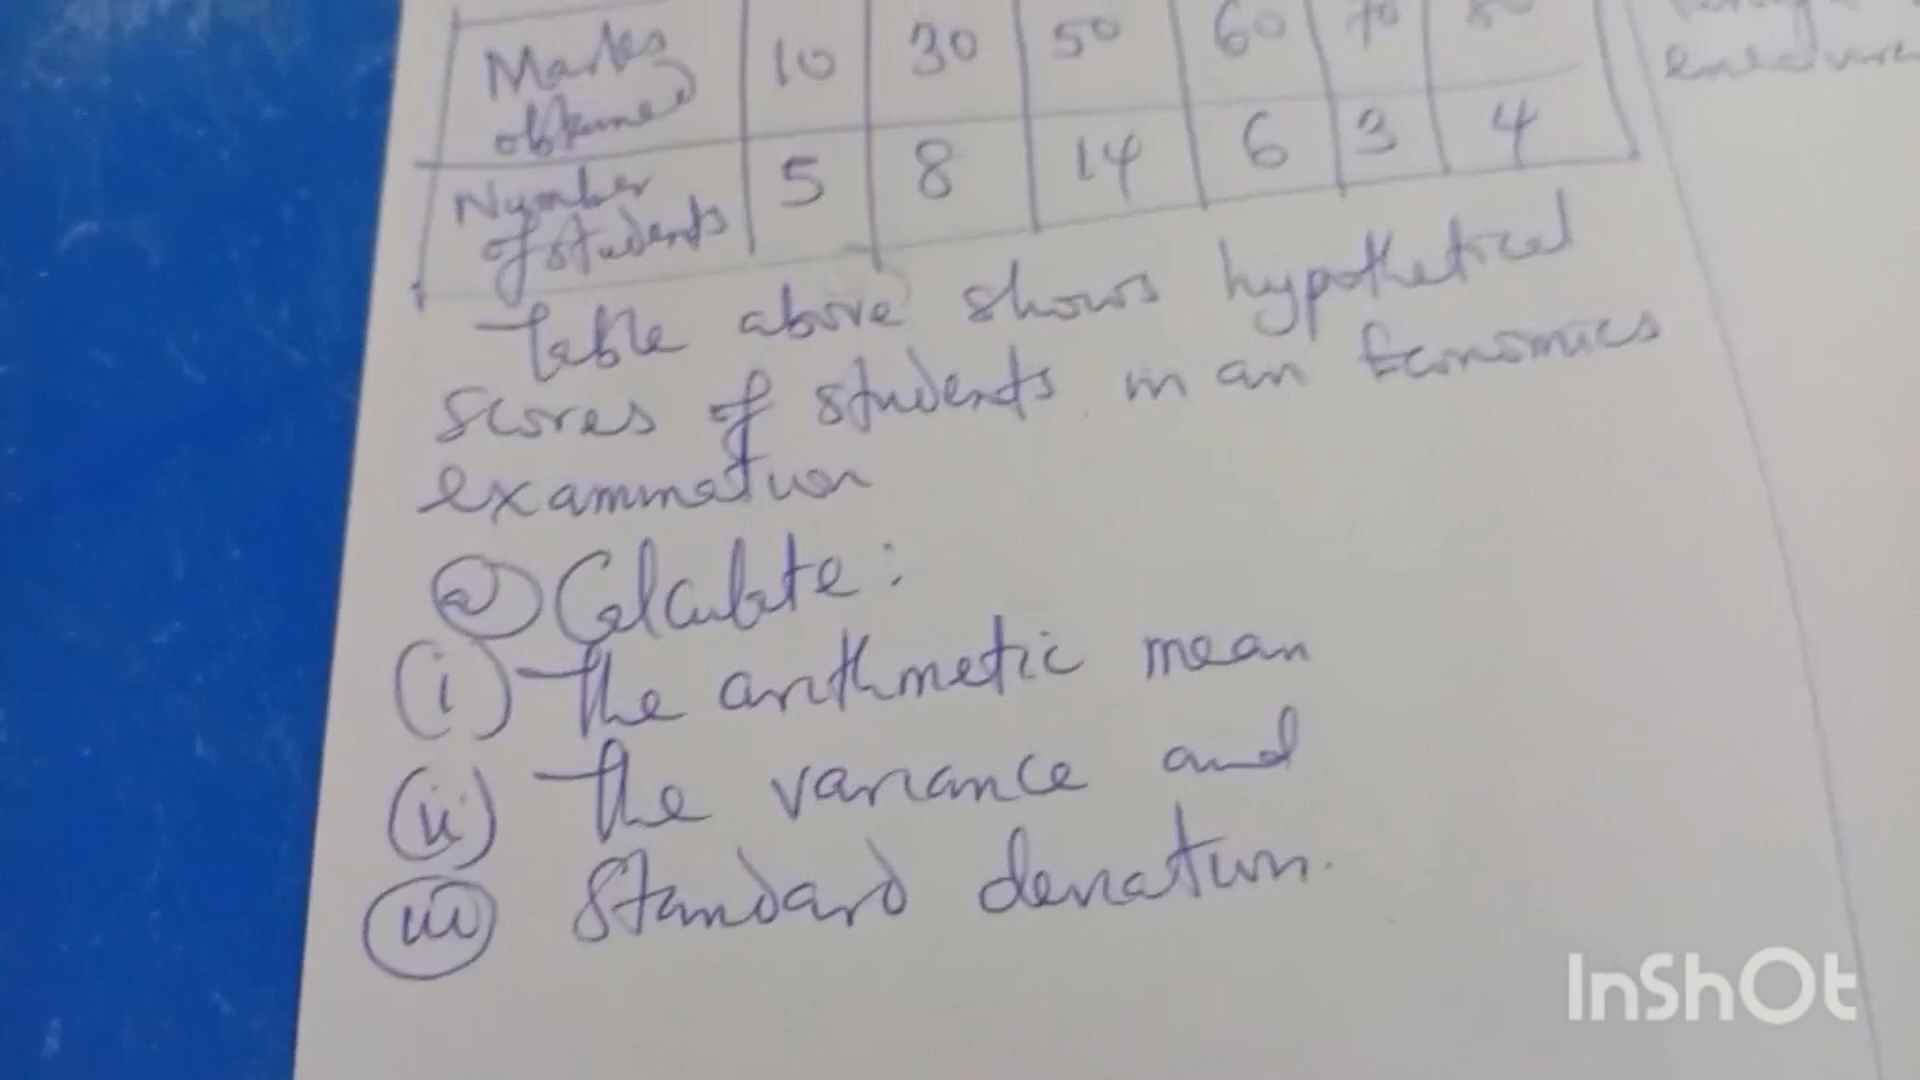 Marks 10 30 50 60 70
obtained
Number 5 8 14 6 3 4
of students
Table above shows hypothetical
scores of students in an Economics
examination
(a) Calculate:
(i) The arithmetic mean
(ii) The variance and
(iii) Standard deviation.
InShOt